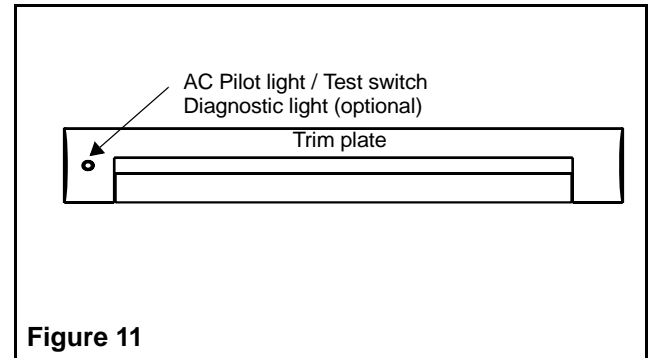 AC Pilot light / Test switch
Diagnostic light (optional)
Trim plate
Figure 11